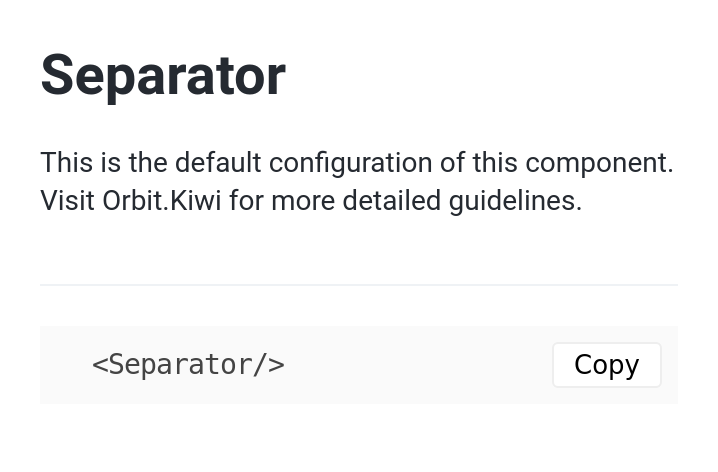 Separator
This is the default configuration of this component.
Visit Orbit.Kiwi for more detailed guidelines.
<Separator/>
Copy